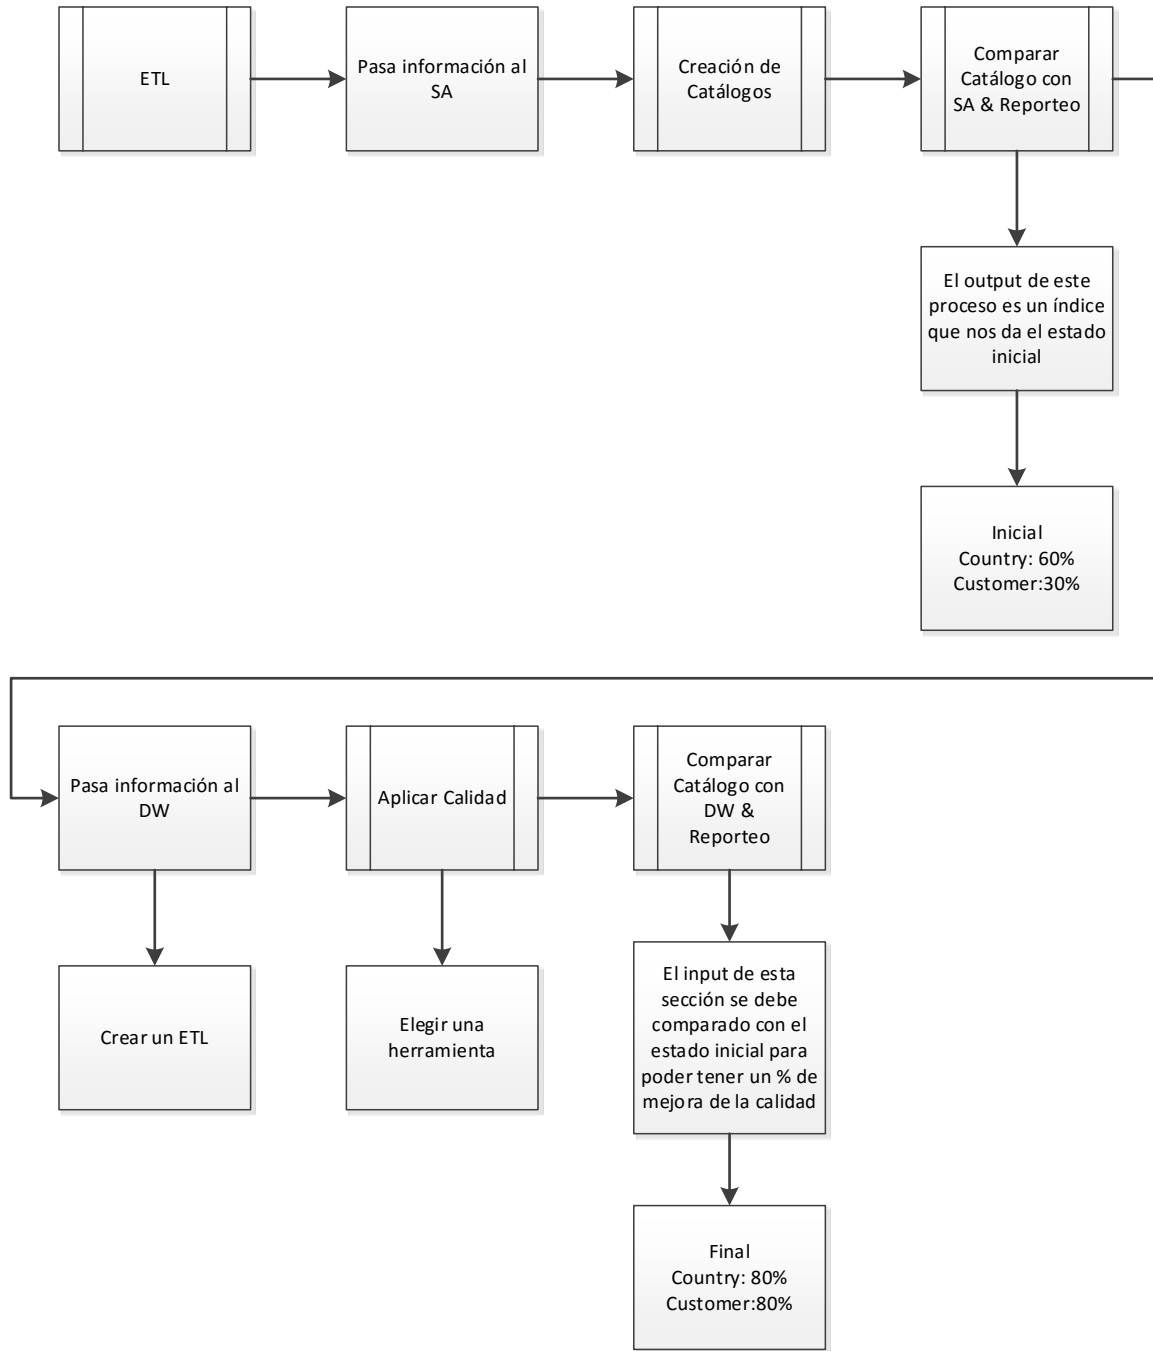 ETL
Pasa información al
SA
Creación de
Catálogos
Comparar
Catálogo con
SA & Reporteo
El output de este
proceso es un índice
que nos da el estado
inicial
Inicial
Country: 60%
Customer:30%
Pasa información al
DW
Aplicar Calidad
Comparar
Catálogo con
DW &
Reporteo
Crear un ETL
Elegir una
herramienta
El input de esta
sección se debe
comparado con el
estado inicial para
poder tener un % de
mejora de la calidad
Final
Country: 80%
Customer:80%